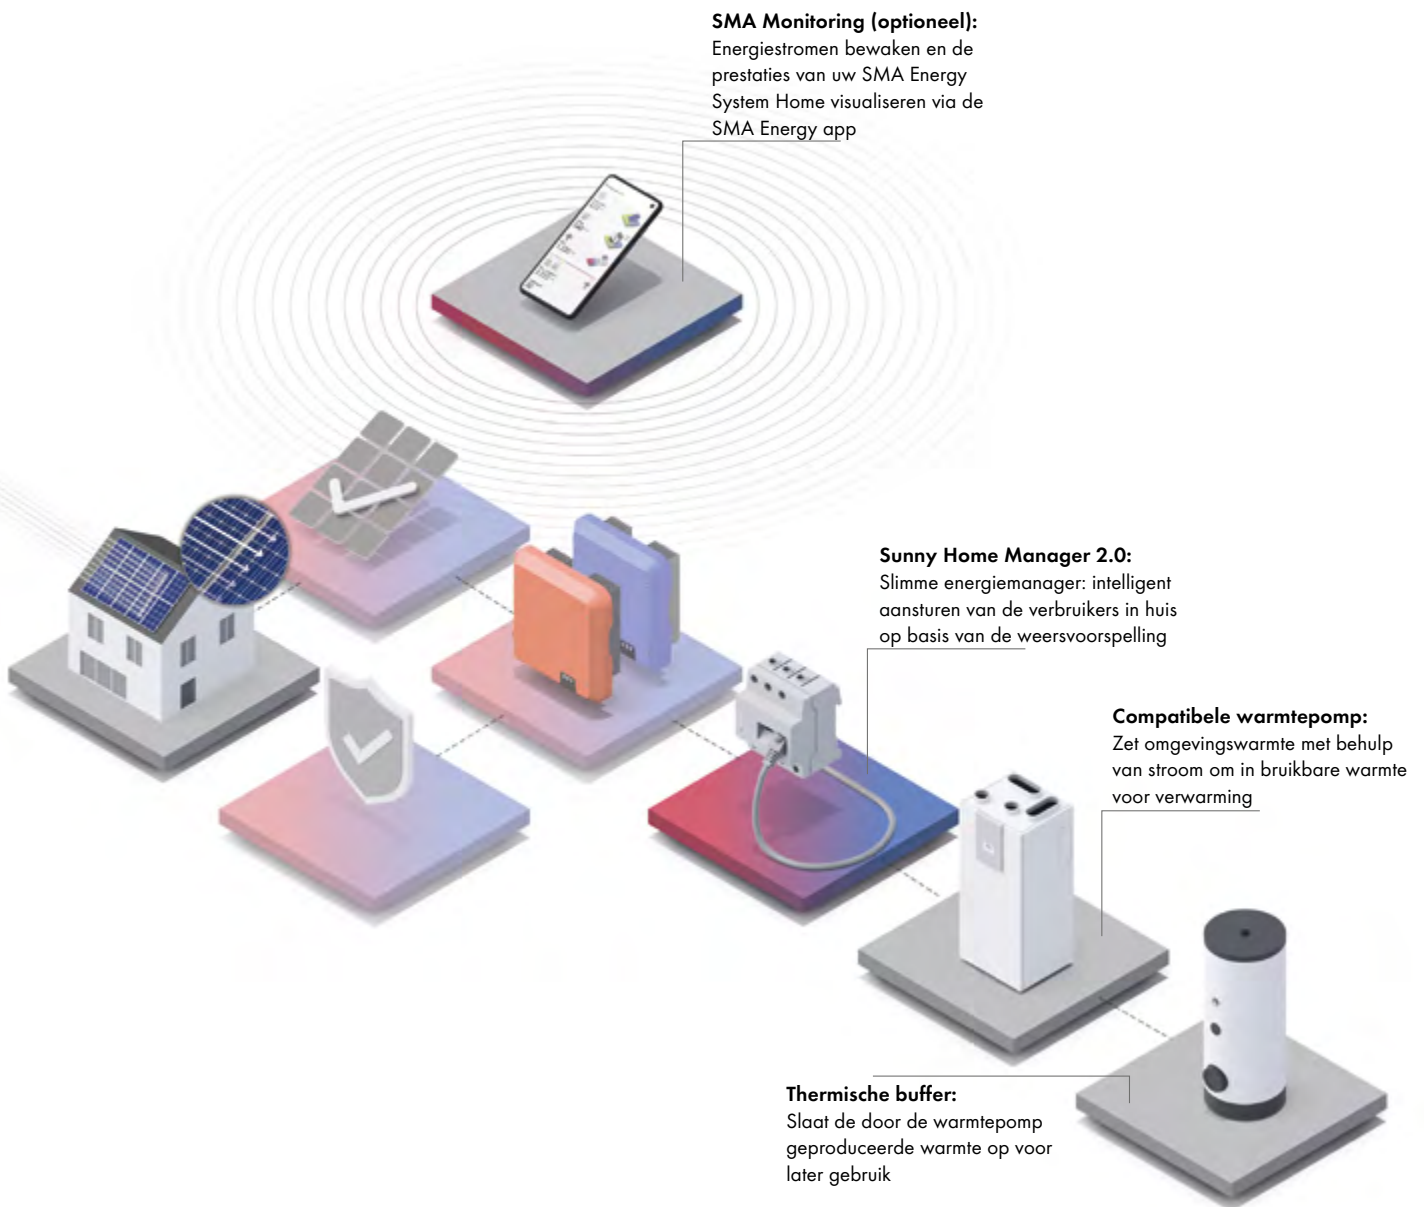 SMA Monitoring (optioneel):
Energiestromen bewaken en de
prestaties van uw SMA Energy
System Home visualiseren via de
SMA Energy app
Sunny Home Manager 2.0:
Slimme energiemanager: intelligent
aansturen van de verbruikers in huis
op basis van de weersvoorspelling
Compatibele warmtepomp:
Zet omgevingswarmte met behulp
van stroom om in bruikbare warmte
voor verwarming
Thermische buffer:
Slaat de door de warmtepomp
geproduceerde warmte op voor
later gebruik